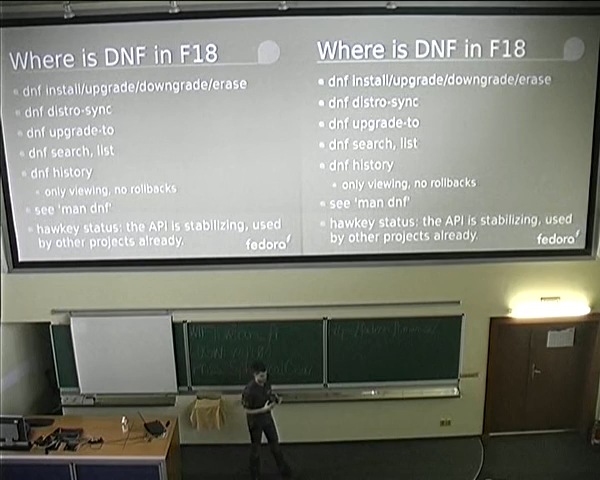 Where is DNF in F18
dnf install/upgrade/downgrade/erase
dnf distro-sync
dnf upgrade-to
dnf search, list
dnf history
only viewing, no rollbacks
see 'man dnf'
hawkey status: the API is stabilizing, used
by other projects already.
fedora
Where is DNF in F18
dnf install/upgrade/downgrade/erase
dnf distro-sync
dnf upgrade-to
dnf search, list
dnf history
only viewing, no rollbacks
see 'man dnf'
hawkey status: the API is stabilizing, used
by other projects already.
fedora